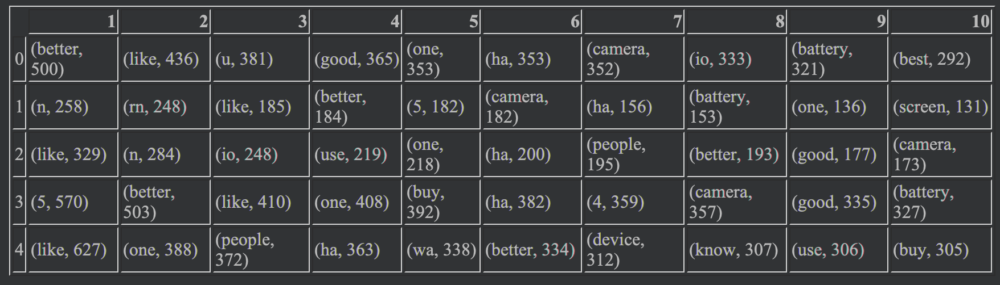 1 2 3 4 5 6 7 8 9 10
0 (better, 500) (like, 436) (u, 381) (good, 365) (one, 353) (ha, 353) (camera, 352) (io, 333) (battery, 321) (best, 292)
1 (n, 258) (rn, 248) (like, 185) (better, 184) (5, 182) (camera, 182) (ha, 156) (battery, 153) (one, 136) (screen, 131)
2 (like, 329) (n, 284) (io, 248) (use, 219) (one, 218) (ha, 200) (people, 195) (better, 193) (good, 177) (camera, 173)
3 (5, 570) (better, 503) (like, 410) (one, 408) (buy, 392) (ha, 382) (4, 359) (camera, 357) (good, 335) (battery, 327)
4 (like, 627) (one, 388) (people, 372) (ha, 363) (wa, 338) (better, 334) (device, 312) (know, 307) (use, 306) (buy, 305)